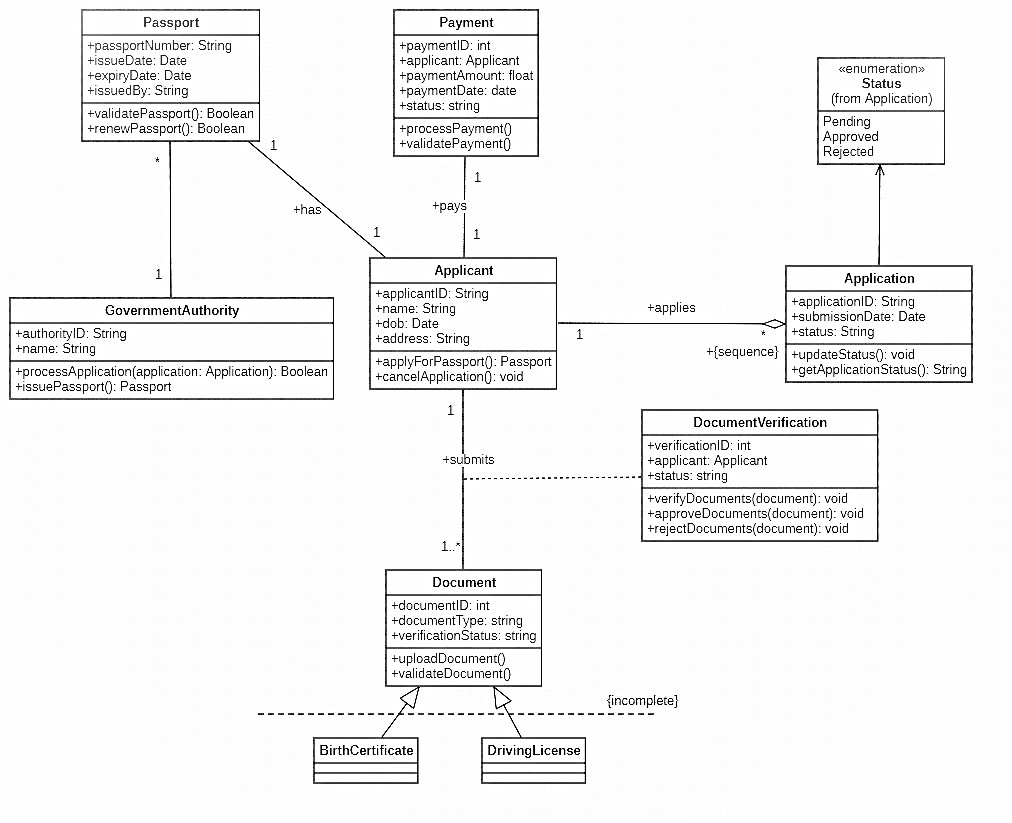 Passport
+passportNumber: String
+issueDate: Date
+expiryDate: Date
+issuedBy: String
+validatePassport(): Boolean
+renewPassport(): Boolean
Payment
+paymentID: int
+applicant: Applicant
+paymentAmount: float
+paymentDate: date
+status: string
+processPayment()
+validatePayment()
«enumeration»
Status
(from Application)
Pending
Approved
Rejected
*
1
1
+has
1
1
+pays
1
GovernmentAuthority
+authorityID: String
+name: String
+processApplication(application: Application): Boolean
+issuePassport(): Passport
Applicant
+applicantID: String
+name: String
+dob: Date
+address: String
+applyForPassport(): Passport
+cancelApplication(): void
+applies
1
*
+{sequence}
Application
+applicationID: String
+submissionDate: Date
+status: String
+updateStatus(): void
+getApplicationStatus(): String
1
+submits
1..*
DocumentVerification
+verificationID: int
+applicant: Applicant
+status: string
+verifyDocuments(document): void
+approveDocuments(document): void
+rejectDocuments(document): void
Document
+documentID: int
+documentType: string
+verificationStatus: string
+uploadDocument()
+validateDocument()
{incomplete}
BirthCertificate
DrivingLicense